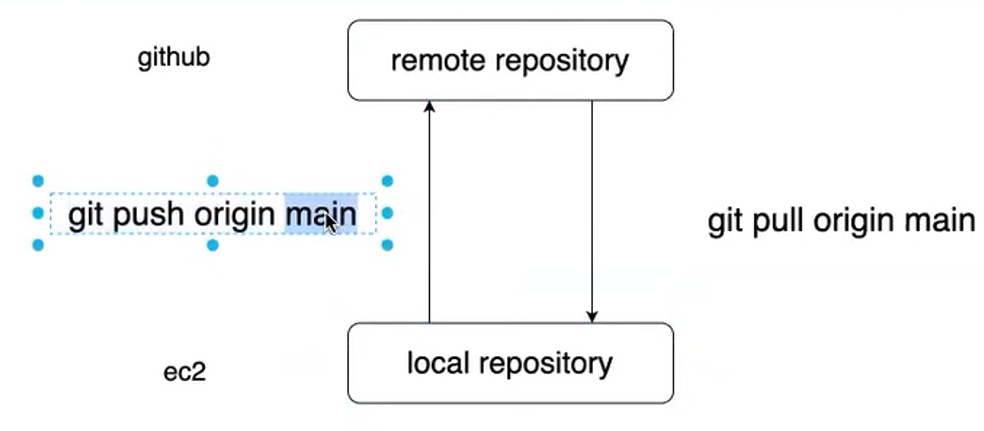 github
remote repository
git push origin main
git pull origin main
ec2
local repository